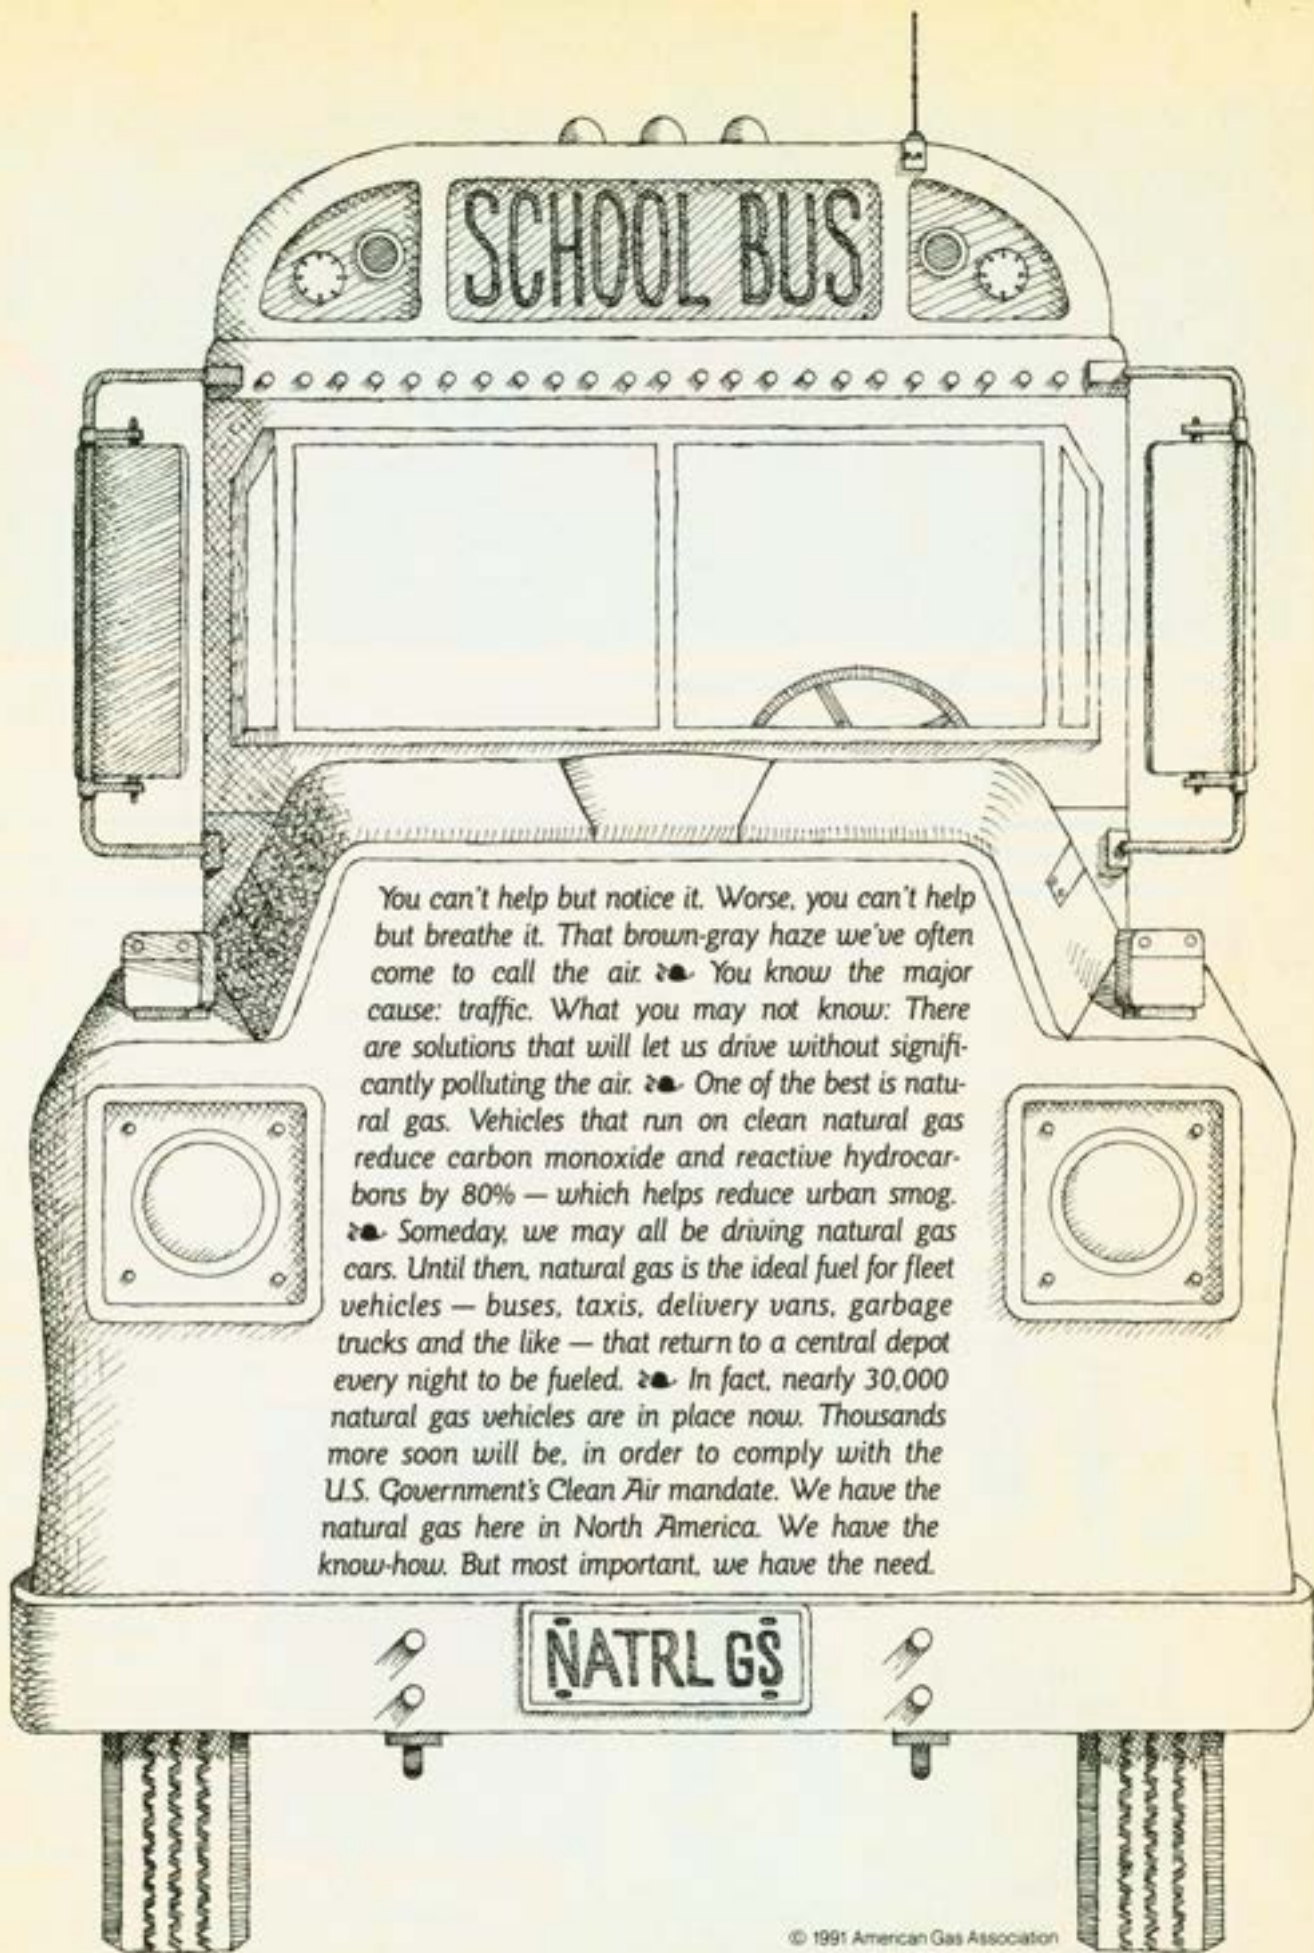 SCHOOL BUS
You can't help but notice it. Worse, you can't help
but breathe it. That brown-gray haze we've often
come to call the air. You know the major
cause: traffic. What you may not know: There
are solutions that will let us drive without signifi-
cantly polluting the air. One of the best is natu-
ral gas. Vehicles that run on clean natural gas
reduce carbon monoxide and reactive hydrocar-
bons by 80% — which helps reduce urban smog.
Someday, we may all be driving natural gas
cars. Until then, natural gas is the ideal fuel for fleet
vehicles — buses, taxis, delivery vans, garbage
trucks and the like — that return to a central depot
every night to be fueled. In fact, nearly 30,000
natural gas vehicles are in place now. Thousands
more soon will be, in order to comply with the
U.S. Government's Clean Air mandate. We have the
natural gas here in North America. We have the
know-how. But most important, we have the need.
NATRL GS
© 1991 American Gas Association